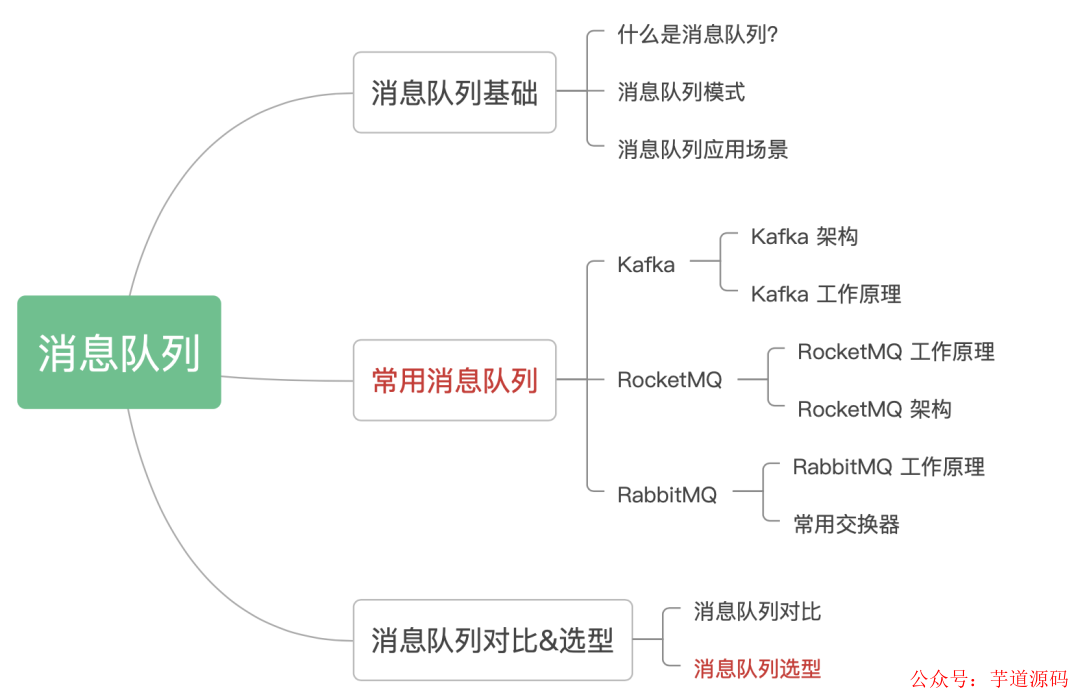 消息队列
消息队列基础
什么是消息队列?
消息队列模式
消息队列应用场景
常用消息队列
Kafka
Kafka 架构
Kafka 工作原理
RocketMQ
RocketMQ 工作原理
RocketMQ 架构
RabbitMQ
RabbitMQ 工作原理
常用交换器
消息队列对比&选型
消息队列对比
消息队列选型
公众号：芋道源码